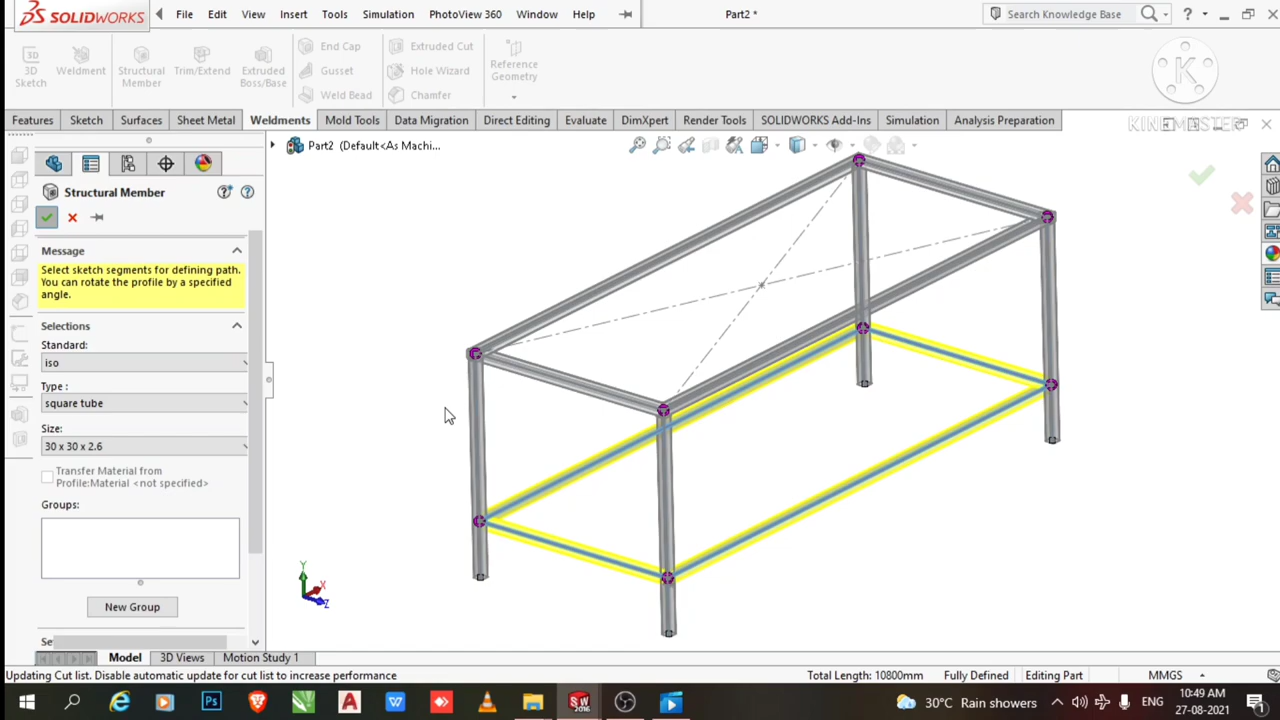 SOLIDWORKS
File Edit View Insert Tools Simulation PhotoView 360 Window Help
Part2 *
Search Knowledge Base
?
3D Sketch
Weldment
Structural Member
Trim/Extend
Extruded Boss/Base
End Cap
Gusset
Weld Bead
Extruded Cut
Hole Wizard
Chamfer
Reference Geometry
K
Features Sketch Surfaces Sheet Metal Weldments Mold Tools Data Migration Direct Editing Evaluate DimXpert Render Tools SOLIDWORKS Add-Ins Simulation Analysis Preparation
KINEMASTER
Part2 (Default<As Machi...
Structural Member
Message
Select sketch segments for defining path.
You can rotate the profile by a specified
angle.
Selections
Standard:
iso
Type :
square tube
Size:
30 x 30 x 2.6
Transfer Material from
Profile:Material <not specified>
Groups:
New Group
Se
Y
X
Z
Model 3D Views Motion Study 1
Updating Cut list. Disable automatic update for cut list to increase performance
Total Length: 10800mm Fully Defined Editing Part MMGS
SW
2016
30°C Rain showers
ENG
10:49 AM
27-08-2021
1